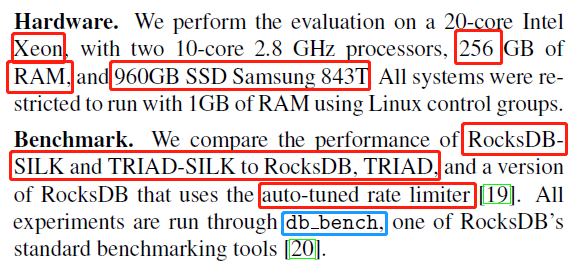 Hardware. We perform the evaluation on a 20-core Intel
Xeon, with two 10-core 2.8 GHz processors, 256 GB of
RAM, and 960GB SSD Samsung 843T. All systems were re-
stricted to run with 1GB of RAM using Linux control groups.
Benchmark. We compare the performance of RocksDB-
SILK and TRIAD-SILK to RocksDB, TRIAD, and a version
of RocksDB that uses the auto-tuned rate limiter [19]. All
experiments are run through db_bench, one of RocksDB's
standard benchmarking tools [20].